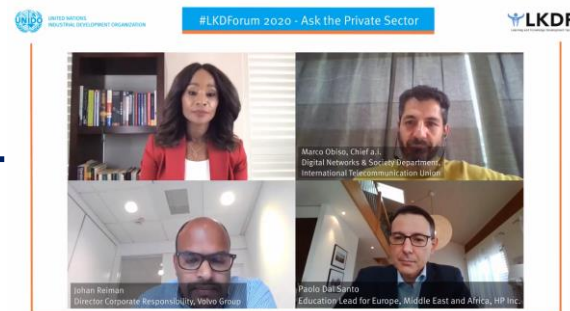 UNIDO
UNITED NATIONS
INDUSTRIAL DEVELOPMENT ORGANIZATION
#LKDForum 2020 - Ask the Private Sector
LKDF
Marco Obiso, Chief a.i.
Digital Networks & Society Department,
International Telecommunication Union
Johan Reiman
Director Corporate Responsibility, Volvo Group
Paolo Dal Santo
Education Lead for Europe, Middle East and Africa, HP Inc.